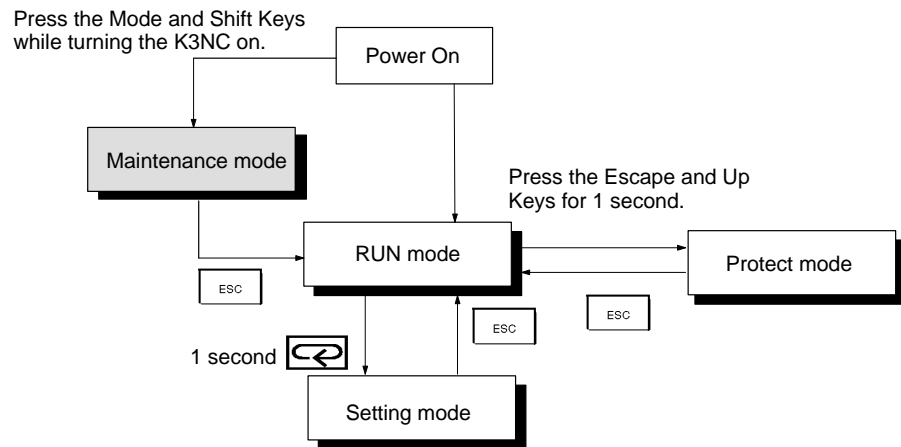 Press the Mode and Shift Keys
while turning the K3NC on.
Power On
Maintenance mode
Press the Escape and Up
Keys for 1 second.
RUN mode
Protect mode
ESC
ESC
ESC
1 second
Setting mode